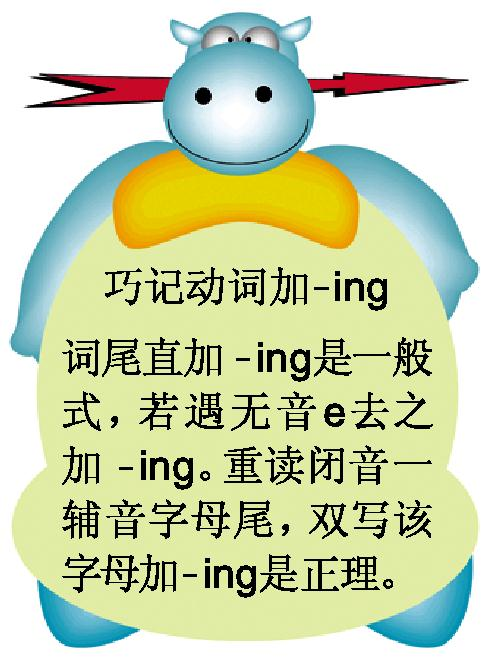 巧记动词加-ing
词尾直加 -ing是一般
式，若遇无音e去之
加 -ing。重读闭音一
辅音字母尾，双写该
字母加-ing是正理。